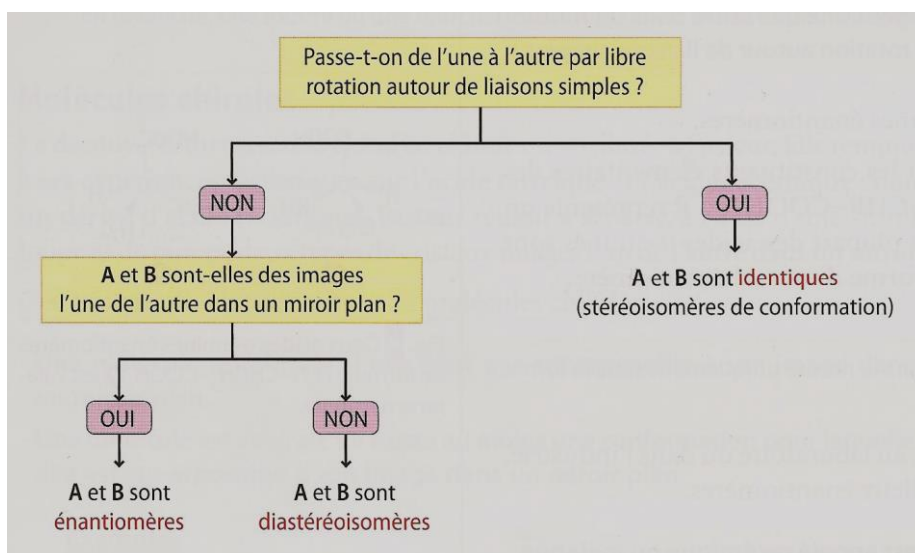 Passe-t-on de l'une à l'autre par libre
rotation autour de liaisons simples ?
NON
OUI
A et B sont-elles des images
l'une de l'autre dans un miroir plan ?
A et B sont identiques
(stéréoisomères de conformation)
OUI
NON
A et B sont
énantiomères
A et B sont
diastéréoisomères